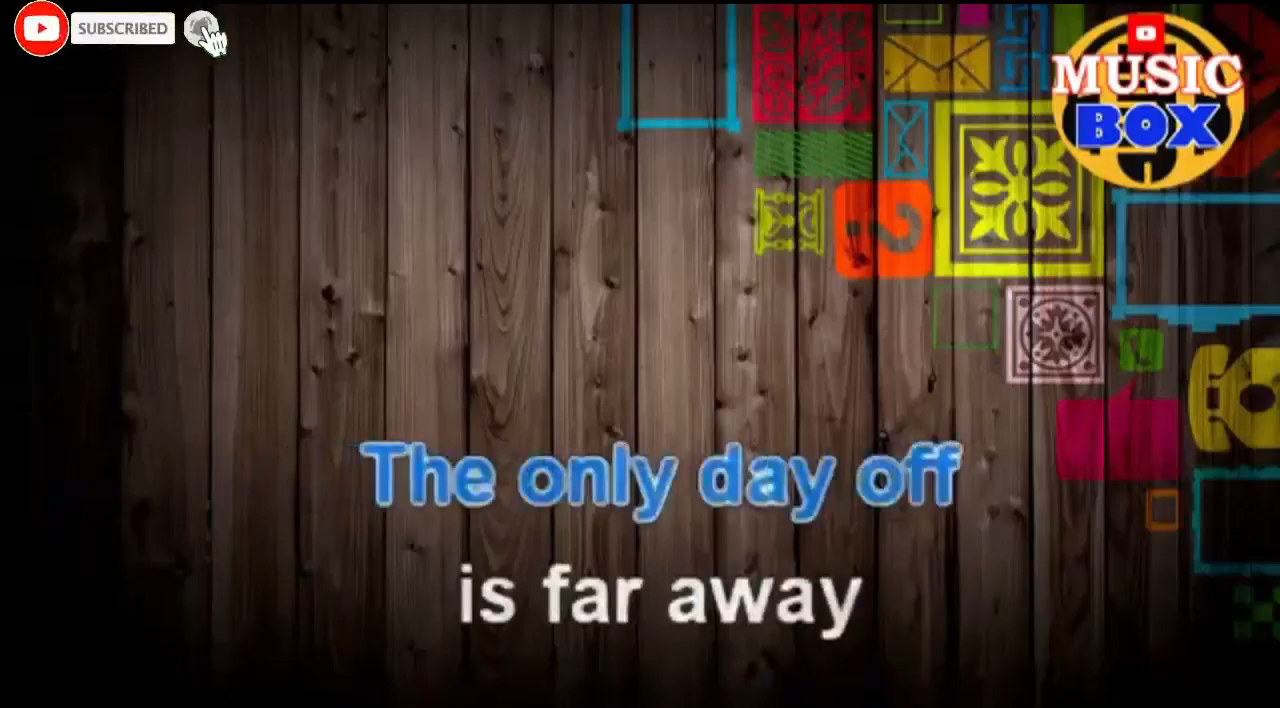 SUBSCRIBED
MUSIC
BOX
The only day off
is far away